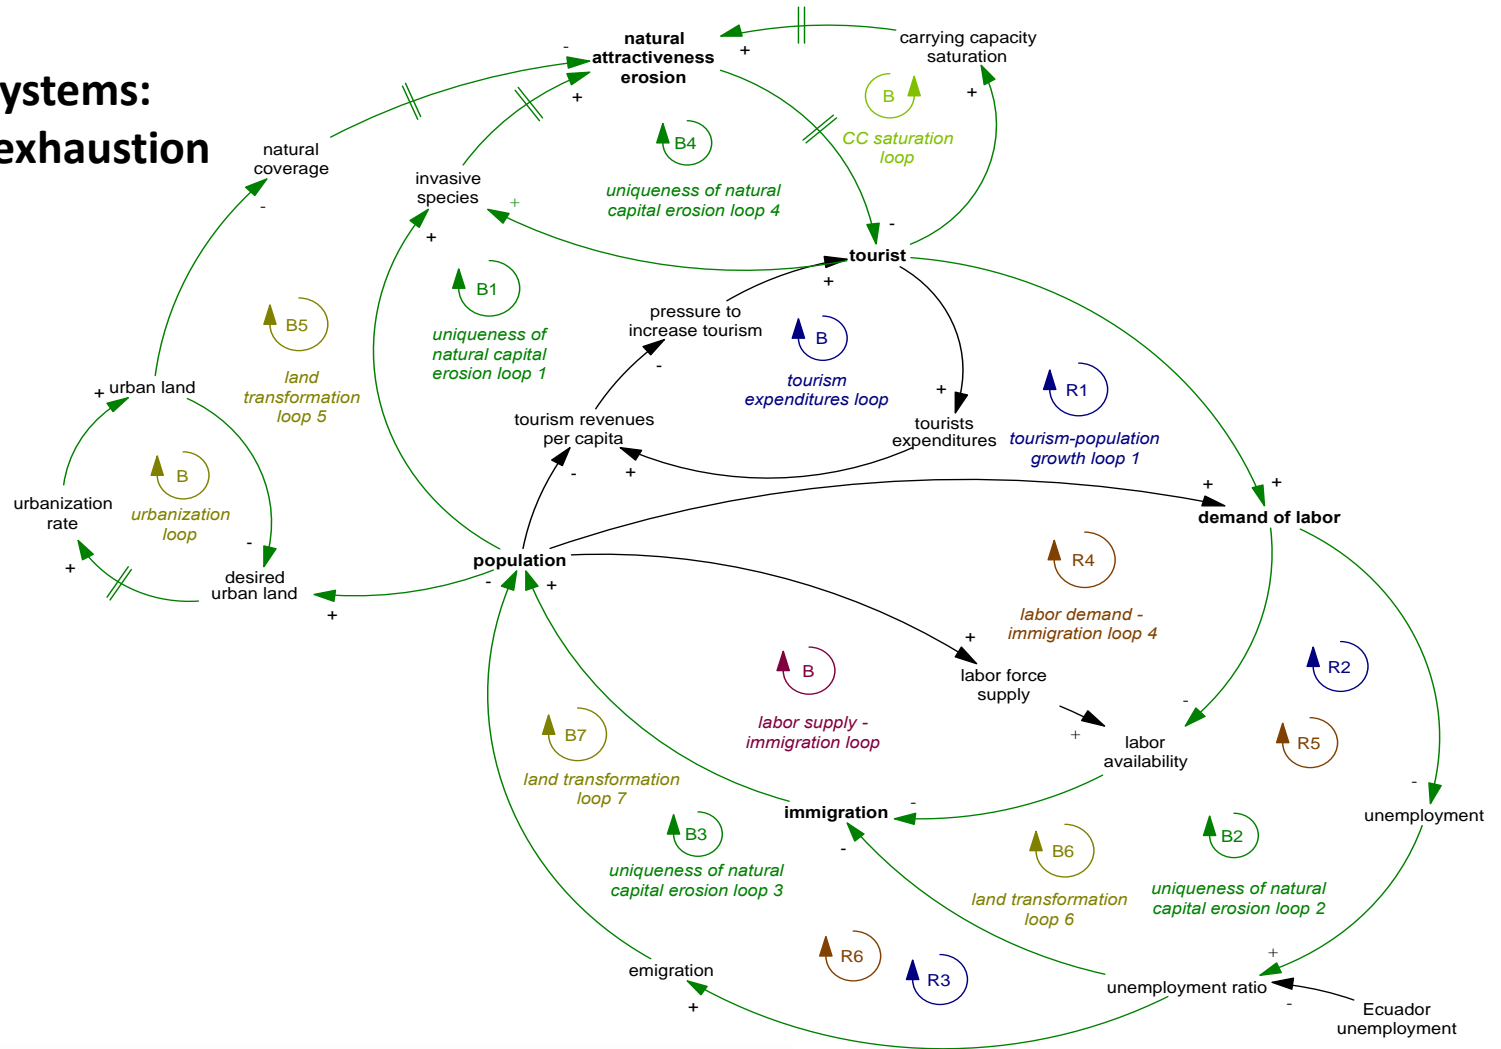 ystems:
exhaustion
natural
attractiveness
erosion
carrying capacity
saturation
natural
coverage
invasive
species
B4
uniqueness of natural
capital erosion loop 4
B
CC saturation
loop
tourist
B1
uniqueness of
natural capital
erosion loop 1
pressure to
increase tourism
B
tourism
expenditures loop
B5
land
transformation
loop 5
urban land
tourism revenues
per capita
tourists
expenditures
R1
tourism-population
growth loop 1
urbanization
rate
B
urbanization
loop
desired
urban land
population
demand of labor
R4
labor demand -
immigration loop 4
labor force
supply
B
labor supply -
immigration loop
R2
R5
labor
availability
B7
land transformation
loop 7
immigration
unemployment
B3
uniqueness of natural
capital erosion loop 3
B6
land transformation
loop 6
B2
uniqueness of natural
capital erosion loop 2
emigration
R6
R3
unemployment ratio
Ecuador
unemployment
-
+
+
+
-
+
+
-
+
-
+
+
-
+
+
-
+
+
+
-
+
-
+
+
-
+
-
-
-
-
+
+
-